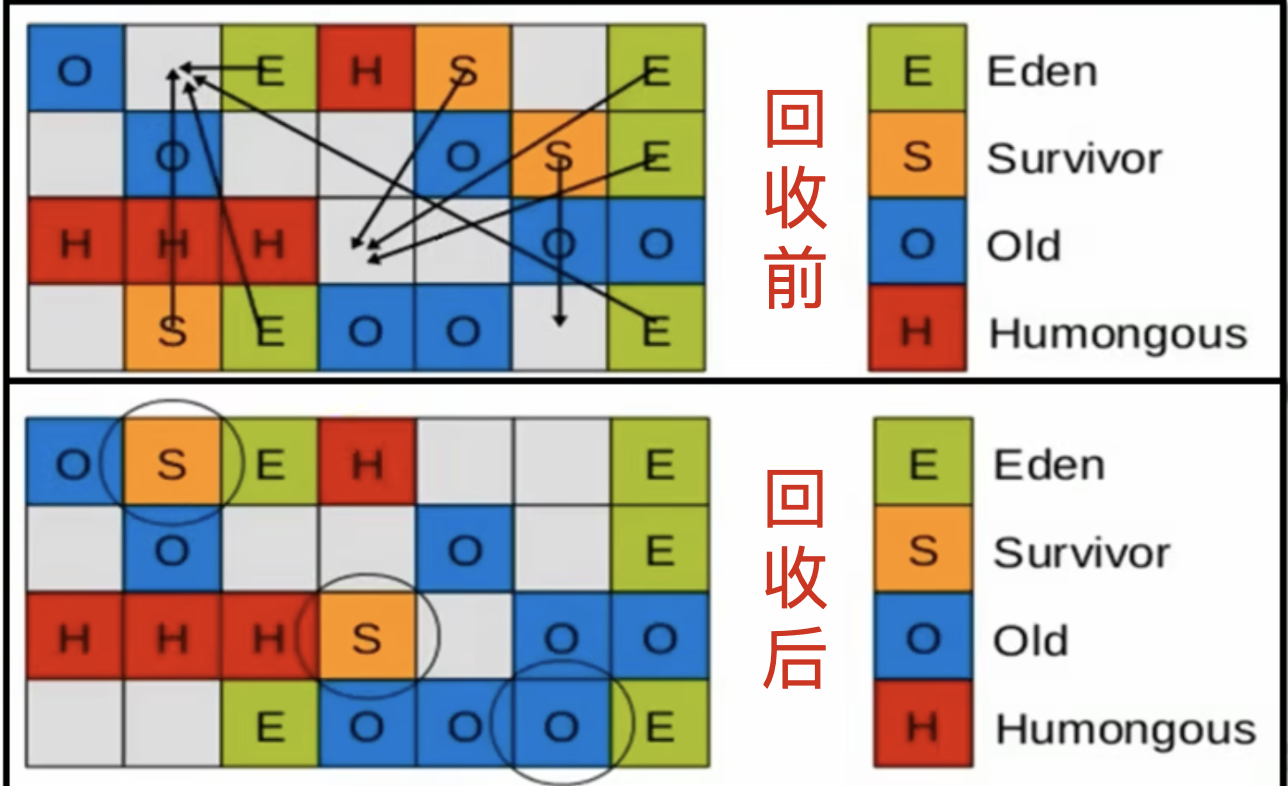 O E H S E
O O S E
H H H O O
S E O O E
回
收
前
E Eden
S Survivor
O Old
H Humongous
O S E H E
O O E
H H H S O O
E O O O E
回
收
后
E Eden
S Survivor
O Old
H Humongous